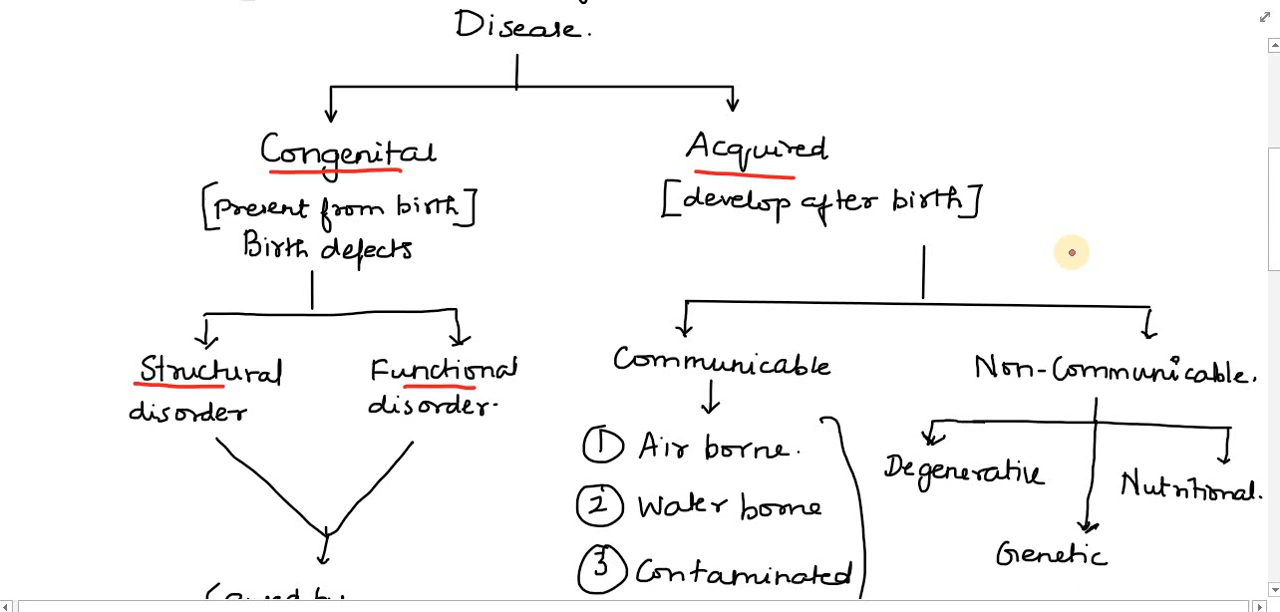 Disease.
Congenital
[present from birth]
Birth defects
Acquired
[develop after birth]
Structural
disorder
Functional
disorder.
Communicable
① Air borne.
② Water borne
③ Contaminated
Non-Communicable.
Degenerative
Genetic
Nutritional.